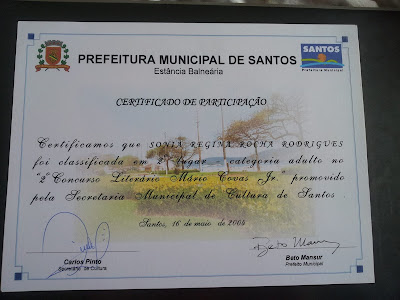 PREFEITURA MUNICIPAL DE SANTOS
Estância Balneária
SANTOS
Prefeitura Municipal
CERTIFICADO DE PARTICIPAÇÃO
Certificamos que SONIA REGINA ROCHA RODRIGUES
foi classificada em 2º lugar categoria adulto no
"2º Concurso Literário Mário Covas Jr." promovido
pela Secretaria Municipal de Cultura de Santos
Santos, 16 de maio de 2004
Carlos Pinto
Secretário de Cultura
Beto Mansur
Prefeito Municipal